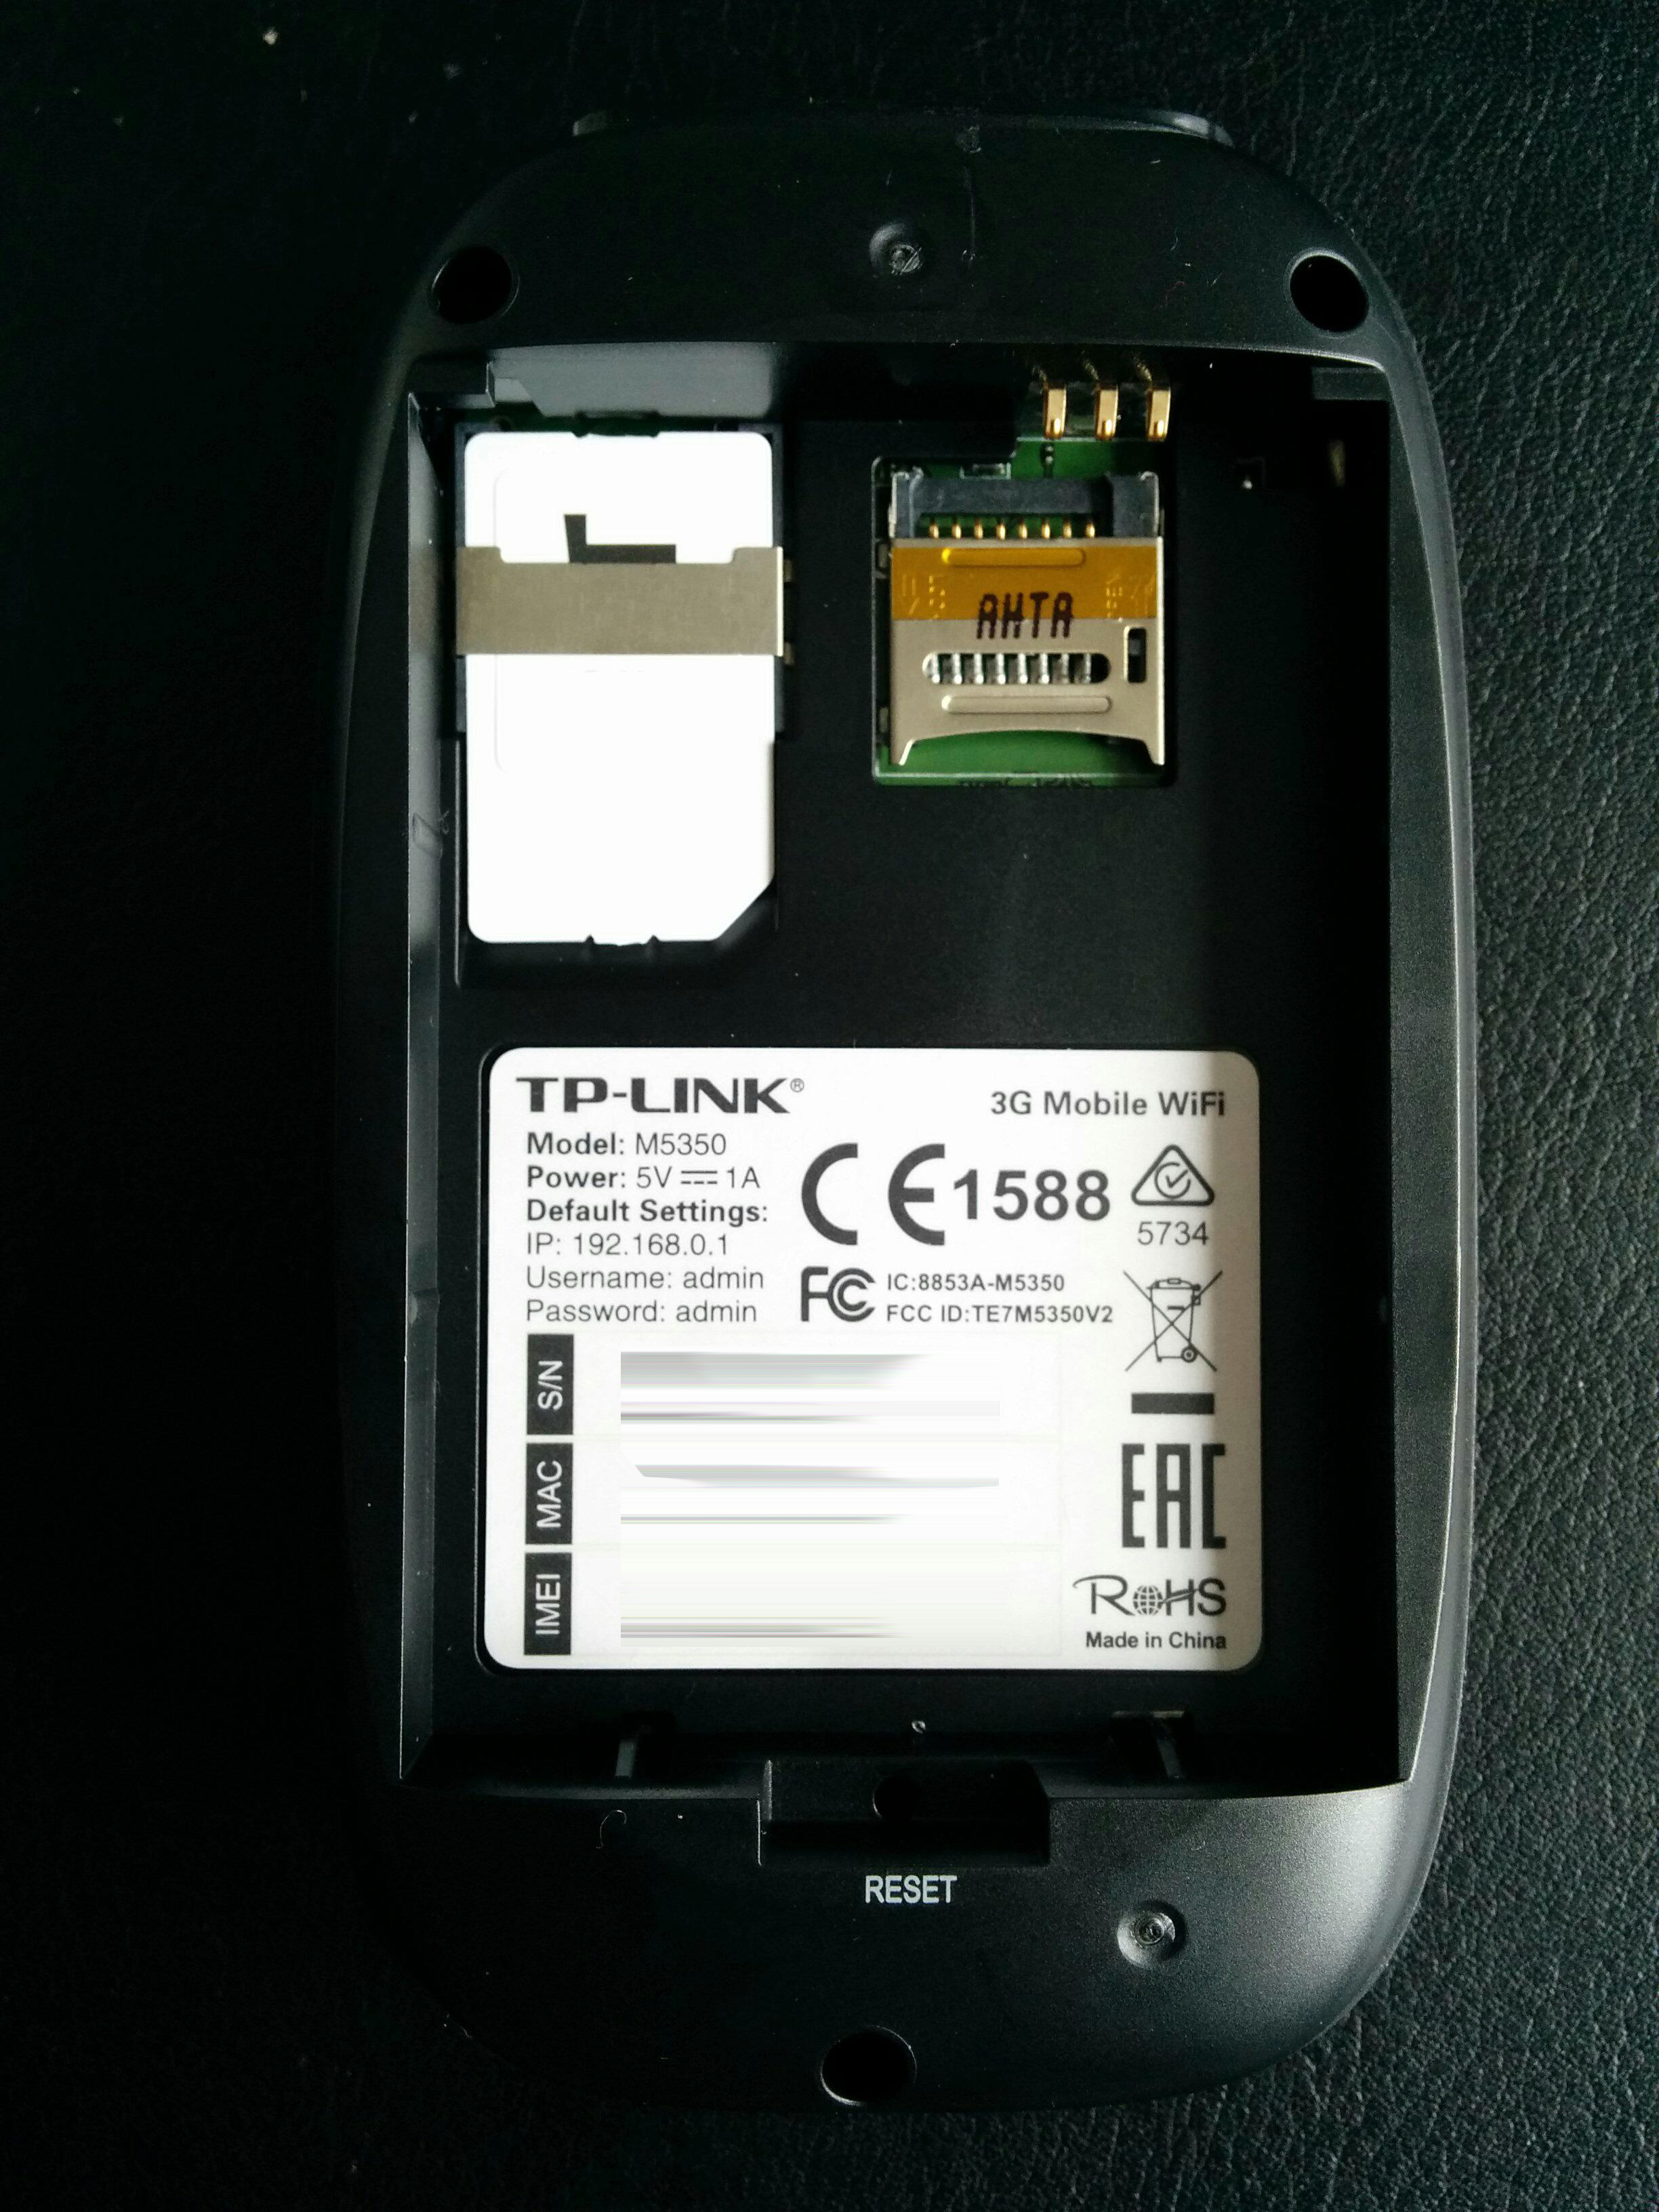 AHTA
TP-LINK®
3G Mobile WiFi
Model: M5350
Power: 5V ⎓ 1A
Default Settings:
IP: 192.168.0.1
Username: admin
Password: admin
CE1588
5734
FC IC:8853A-M5350
FCC ID:TE7M5350V2
S/N
MAC
IMEI
EAC
RoHS
Made in China
RESET